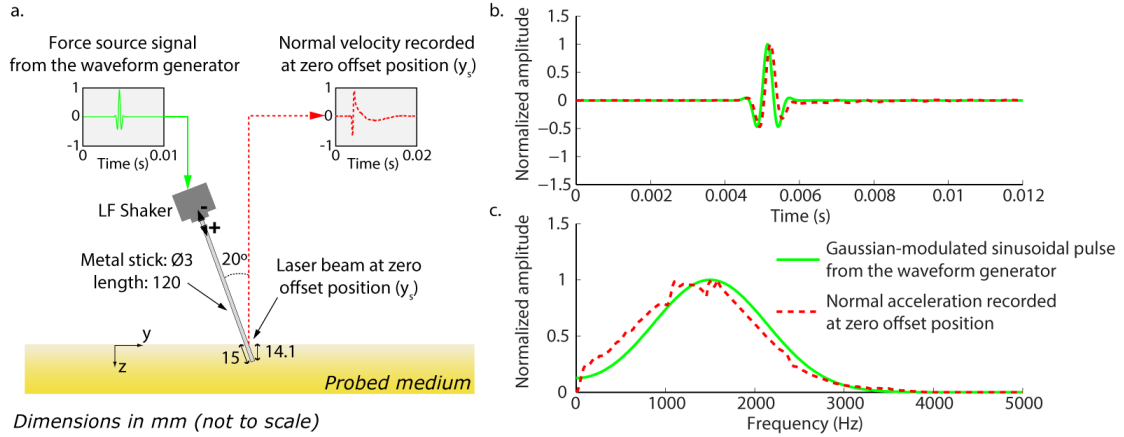 a.
Force source signal
from the waveform generator
1
0
-1
0
0.01
Time (s)
Normal velocity recorded
at zero offset position (ys)
1
0
-1
0
0.02
Time (s)
LF Shaker
-
+
Metal stick: Ø3
length: 120
20º
Laser beam at zero
offset position (ys)
y
z
15
14.1
Probed medium
Dimensions in mm (not to scale)
b.
Normalized amplitude
1.5
1
0.5
0
−0.5
−1
−1.5
0
0.002
0.004
0.006
0.008
0.01
0.012
Time (s)
c.
Normalized amplitude
1.5
1
0.5
0
0
1000
2000
3000
4000
5000
Frequency (Hz)
Gaussian-modulated sinusoidal pulse
from the waveform generator
Normal acceleration recorded
at zero offset position